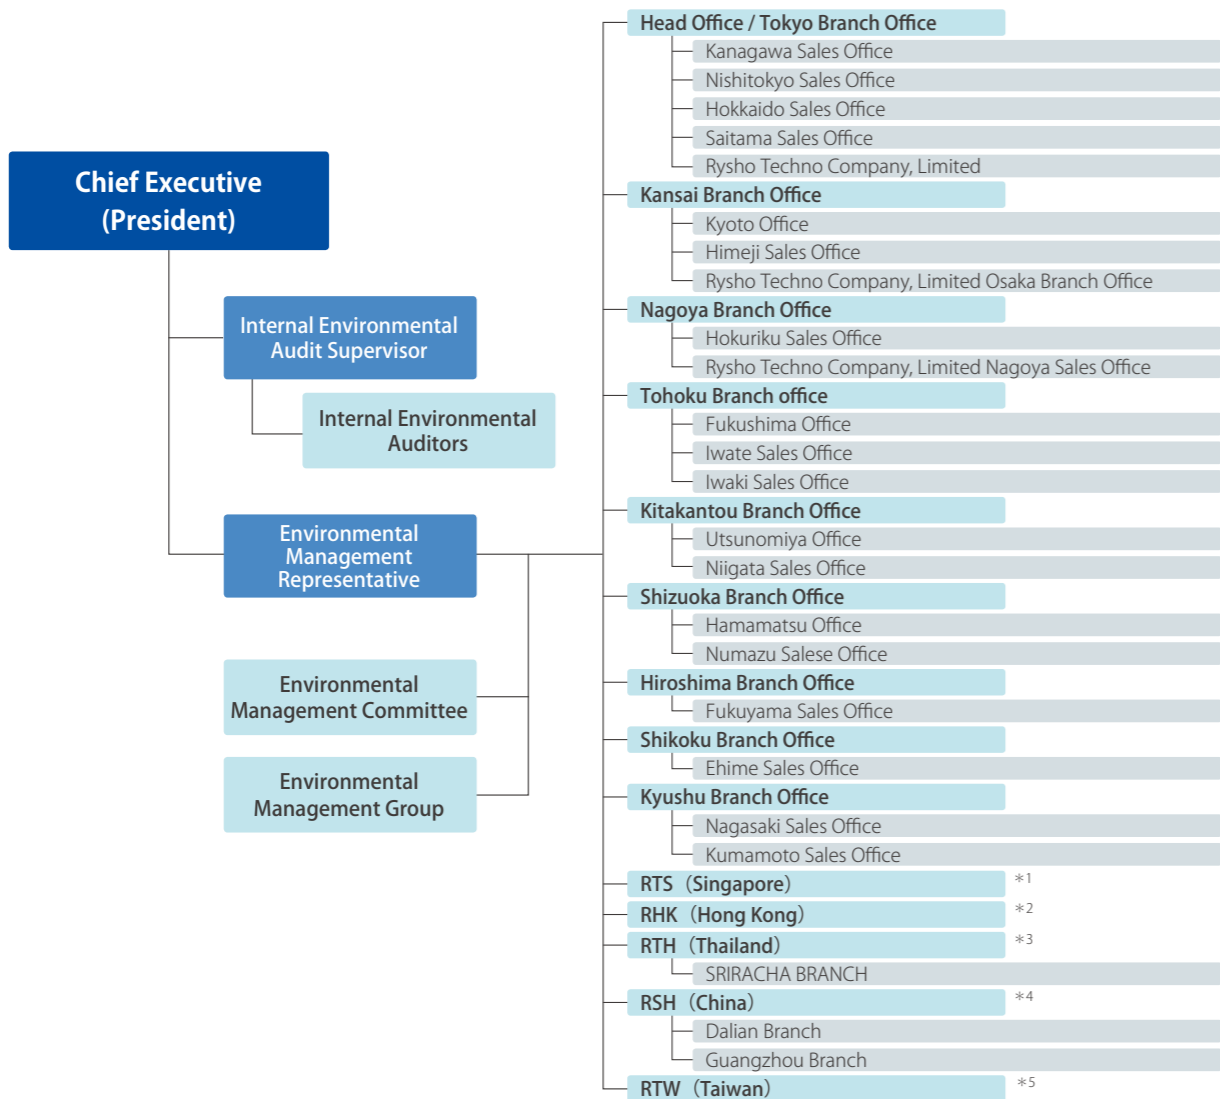 Chief Executive
(President)
Internal Environmental
Audit Supervisor
Internal Environmental
Auditors
Environmental
Management
Representative
Environmental
Management Committee
Environmental
Management Group
Head Office / Tokyo Branch Office
Kanagawa Sales Office
Nishitokyo Sales Office
Hokkaido Sales Office
Saitama Sales Office
Rysho Techno Company, Limited
Kansai Branch Office
Kyoto Office
Himeji Sales Office
Rysho Techno Company, Limited Osaka Branch Office
Nagoya Branch Office
Hokuriku Sales Office
Rysho Techno Company, Limited Nagoya Sales Office
Tohoku Branch office
Fukushima Office
Iwate Sales Office
Iwaki Sales Office
Kitakantou Branch Office
Utsunomiya Office
Niigata Sales Office
Shizuoka Branch Office
Hamamatsu Office
Numazu Salese Office
Hiroshima Branch Office
Fukuyama Sales Office
Shikoku Branch Office
Ehime Sales Office
Kyushu Branch Office
Nagasaki Sales Office
Kumamoto Sales Office
RTS（Singapore） *1
RHK（Hong Kong） *2
RTH（Thailand） *3
SRIRACHA BRANCH
RSH（China） *4
Dalian Branch
Guangzhou Branch
RTW（Taiwan） *5